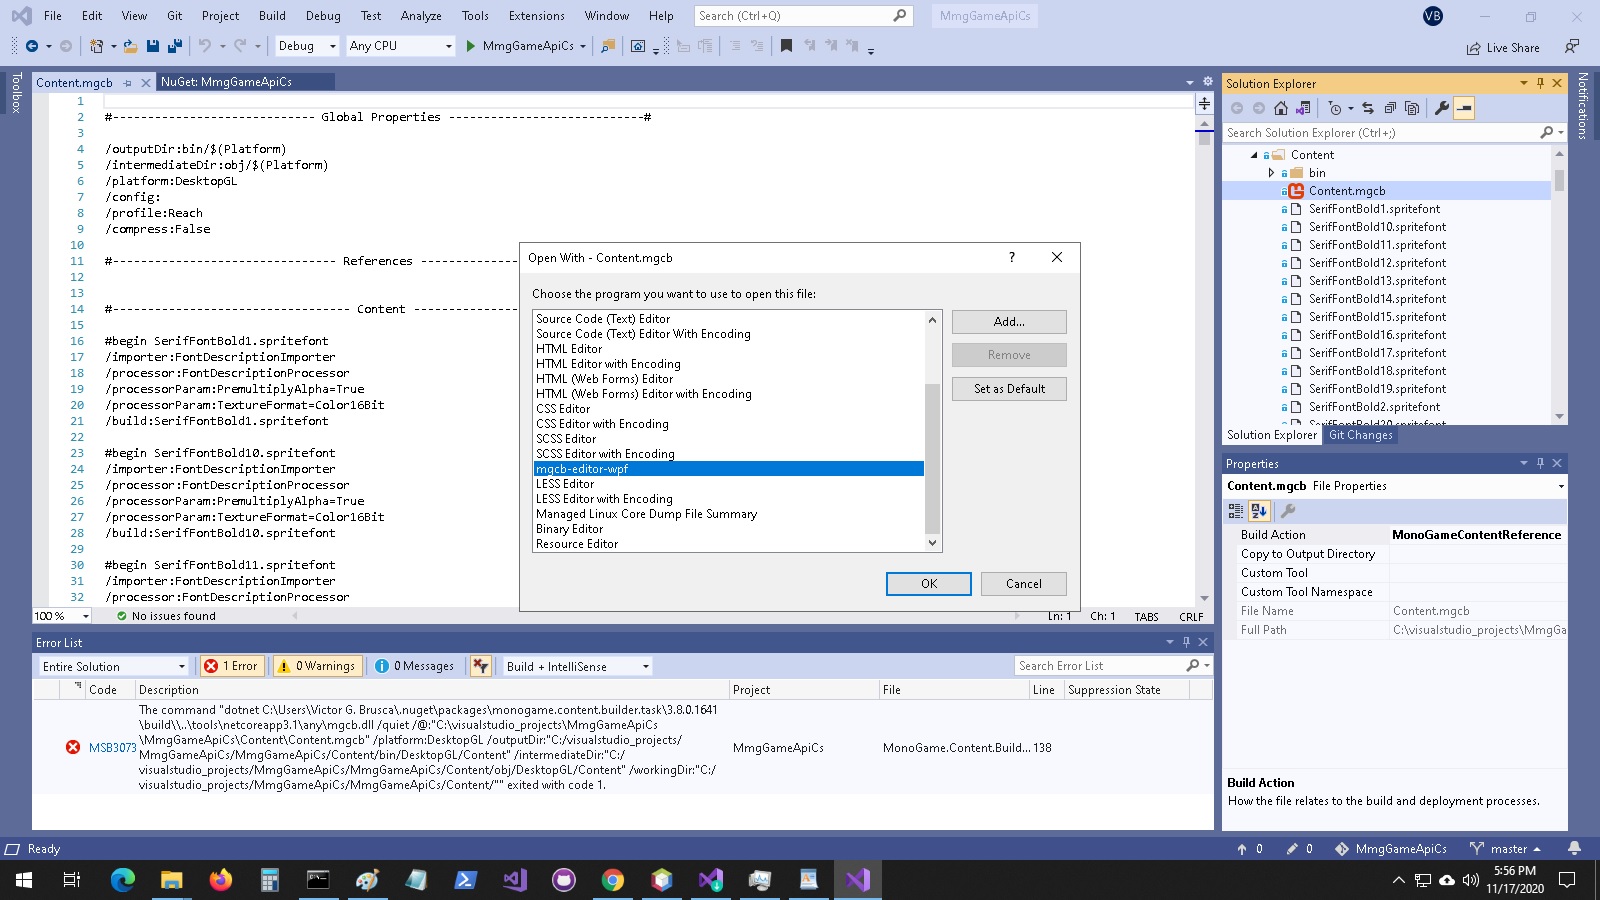 File Edit View Git Project Build Debug Test Analyze Tools Extensions Window Help Search (Ctrl+Q) MmgGameApiCs VB
Debug Any CPU MmgGameApiCs Live Share
Toolbox
Content.mgcb NuGet: MmgGameApiCs
1
2 #----------------------------- Global Properties ----------------------------#
3
4 /outputDir:bin/$(Platform)
5 /intermediateDir:obj/$(Platform)
6 /platform:DesktopGL
7 /config:
8 /profile:Reach
9 /compress:False
10
11 #-------------------------------- References --------------
12
13
14 #---------------------------------- Content ---------------
15
16 #begin SerifFontBold1.spritefont
17 /importer:FontDescriptionImporter
18 /processor:FontDescriptionProcessor
19 /processorParam:PremultiplyAlpha=True
20 /processorParam:TextureFormat=Color16Bit
21 /build:SerifFontBold1.spritefont
22
23 #begin SerifFontBold10.spritefont
24 /importer:FontDescriptionImporter
25 /processor:FontDescriptionProcessor
26 /processorParam:PremultiplyAlpha=True
27 /processorParam:TextureFormat=Color16Bit
28 /build:SerifFontBold10.spritefont
29
30 #begin SerifFontBold11.spritefont
31 /importer:FontDescriptionImporter
32 /processor:FontDescriptionProcessor
100 % No issues found Ln: 1 Ch: 1 TABS CRLF
Open With - Content.mgcb ?
Choose the program you want to use to open this file:
Source Code (Text) Editor
Source Code (Text) Editor With Encoding
HTML Editor
HTML Editor with Encoding
HTML (Web Forms) Editor
HTML (Web Forms) Editor with Encoding
CSS Editor
CSS Editor with Encoding
SCSS Editor
SCSS Editor with Encoding
mgcb-editor-wpf
LESS Editor
LESS Editor with Encoding
Managed Linux Core Dump File Summary
Binary Editor
Resource Editor
Add...
Remove
Set as Default
OK Cancel
Error List
Entire Solution 1 Error 0 Warnings 0 Messages Build + IntelliSense Search Error List
Code Description Project File Line Suppression State
The command "dotnet C:\Users\Victor G. Brusca\.nuget\packages\monogame.content.builder.task\3.8.0.1641
\build\\..\tools\netcoreapp3.1\any\mgcb.dll /quiet /@:"C:\visualstudio_projects\MmgGameApiCs
\MmgGameApiCs\Content\Content.mgcb" /platform:DesktopGL /outputDir:"C:/visualstudio_projects/
MSB3073 MmgGameApiCs/MmgGameApiCs/Content/bin/DesktopGL/Content" /intermediateDir:"C:/ MmgGameApiCs MonoGame.Content.Build... 138
visualstudio_projects/MmgGameApiCs/MmgGameApiCs/Content/obj/DesktopGL/Content" /workingDir:"C:/
visualstudio_projects/MmgGameApiCs/MmgGameApiCs/Content/"" exited with code 1.
Solution Explorer
Search Solution Explorer (Ctrl+;)
Content
bin
Content.mgcb
SerifFontBold1.spritefont
SerifFontBold10.spritefont
SerifFontBold11.spritefont
SerifFontBold12.spritefont
SerifFontBold13.spritefont
SerifFontBold14.spritefont
SerifFontBold15.spritefont
SerifFontBold16.spritefont
SerifFontBold17.spritefont
SerifFontBold18.spritefont
SerifFontBold19.spritefont
SerifFontBold2.spritefont
SerifFontBold20.spritefont
Solution Explorer Git Changes
Properties
Content.mgcb File Properties
Build Action MonoGameContentReference
Copy to Output Directory
Custom Tool
Custom Tool Namespace
File Name Content.mgcb
Full Path C:\visualstudio_projects\MmgGa
Build Action
How the file relates to the build and deployment processes.
Notifications
Ready 0 0 MmgGameApiCs master
5:56 PM
11/17/2020